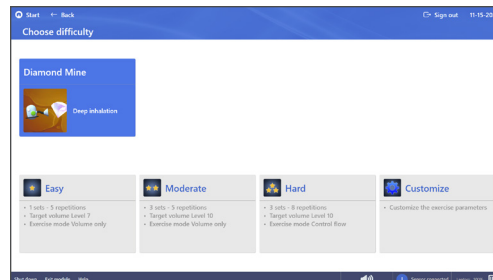 Start ← Back Sign out 11-15-20
Choose difficulty
Diamond Mine
Deep inhalation
Easy
• 1 sets - 5 repetitions
• Target volume Level 7
• Exercise mode Volume only
Moderate
• 3 sets - 5 repetitions
• Target volume Level 10
• Exercise mode Volume only
Hard
• 3 sets - 8 repetitions
• Target volume Level 10
• Exercise mode Control flow
Customize
• Customize the exercise parameters
Shut down Exit module Help Sensor connected